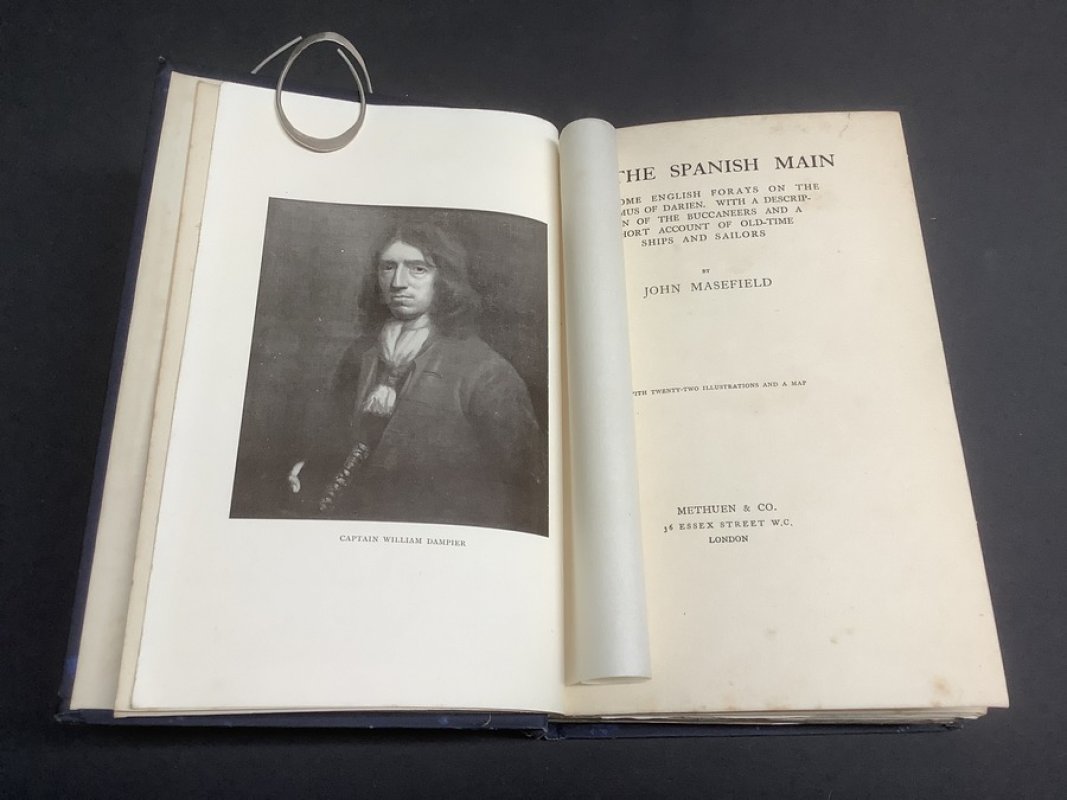 CAPTAIN WILLIAM DAMPIER
THE SPANISH MAIN
OME ENGLISH FORAYS ON THE
MUS OF DARIEN. WITH A DESCRIP-
N OF THE BUCCANEERS AND A
HORT ACCOUNT OF OLD-TIME
SHIPS AND SAILORS
BY
JOHN MASEFIELD
ITH TWENTY-TWO ILLUSTRATIONS AND A MAP
METHUEN & CO.
36 ESSEX STREET W.C.
LONDON